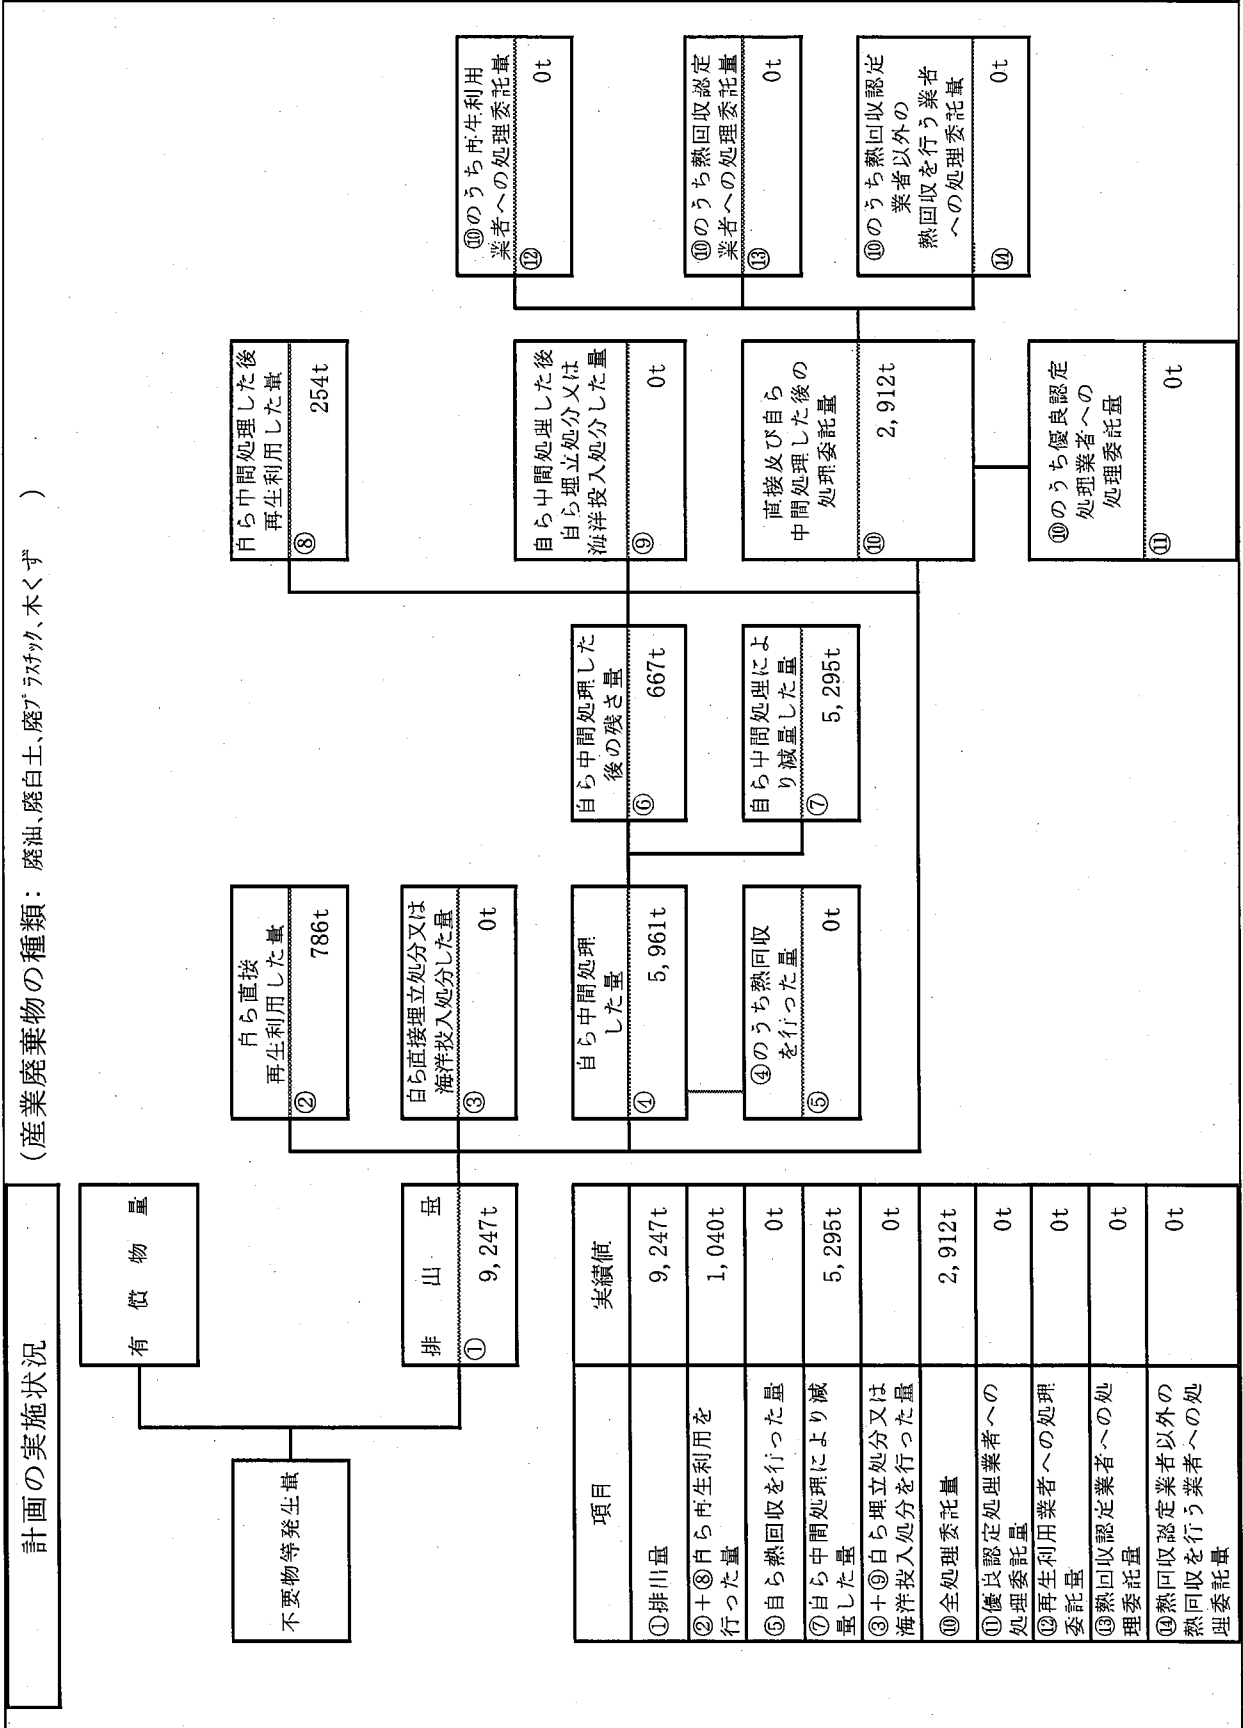 計画の実施状況
(産業廃棄物の種類：廃油、廃白土、廃プラスチック、木くず )
不要物等発生量
有償物量
排出量
① 9,247t
自ら直接
再生利用した量
② 786t
自ら直接埋立処分又は
海洋投入処分した量
③ 0t
自ら中間処理
した量
④ 5,961t
④のうち熱回収
を行った量
⑤ 0t
自ら中間処理した
後の残さ量
⑥ 667t
自ら中間処理によ
り減量した量
⑦ 5,295t
自ら中間処理した後
再生利用した量
⑧ 254t
自ら中間処理した後
自ら埋立処分又は
海洋投入処分した量
⑨ 0t
直接及び自ら
中間処理した後の
処理委託量
⑩ 2,912t
⑩のうち優良認定
処理業者への
処理委託量
⑪ 0t
⑩のうち再生利用
業者への処理委託量
⑫ 0t
⑩のうち熱回収認定
業者への処理委託量
⑬ 0t
⑩のうち熱回収認定
業者以外の
熱回収を行う業者
への処理委託量
⑭ 0t
項目 実績値
①排出量 9,247t
②+⑧自ら再生利用を
行った量 1,040t
⑤自ら熱回収を行った量 0t
⑦自ら中間処理により減
量した量 5,295t
③+⑨自ら埋立処分又は
海洋投入処分を行った量 0t
⑩全処理委託量 2,912t
⑪優良認定処理業者への
処理委託量 0t
⑫再生利用業者への処理
委託量 0t
⑬熱回収認定業者への処
理委託量 0t
⑭熱回収認定業者以外の
熱回収を行う業者への処
理委託量 0t